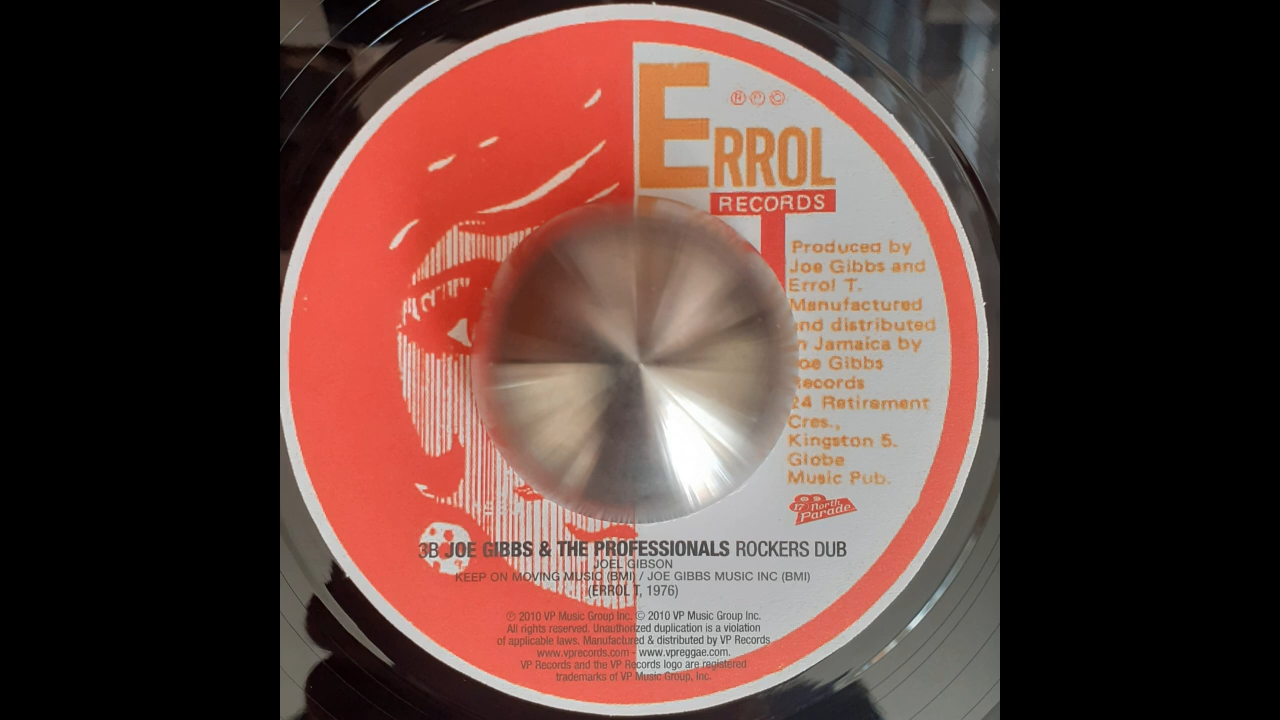 ERROL
RECORDS
Produced by
Joe Gibbs and
Errol T.
Manufactured
and distributed
in Jamaica by
Joe Gibbs
Records
24 Retirement
Cres.,
Kingston 5.
Globe
Music Pub.
17 North
Parade
3B JOE GIBBS & THE PROFESSIONALS ROCKERS DUB
JOEL GIBSON
KEEP ON MOVING MUSIC (BMI) / JOE GIBBS MUSIC INC (BMI)
(ERROL T, 1976)
℗ 2010 VP Music Group Inc. © 2010 VP Music Group Inc.
All rights reserved. Unauthorized duplication is a violation
of applicable laws. Manufactured & distributed by VP Records
www.vprecords.com - www.vpreggae.com.
VP Records and the VP Records logo are registered
trademarks of VP Music Group, Inc.